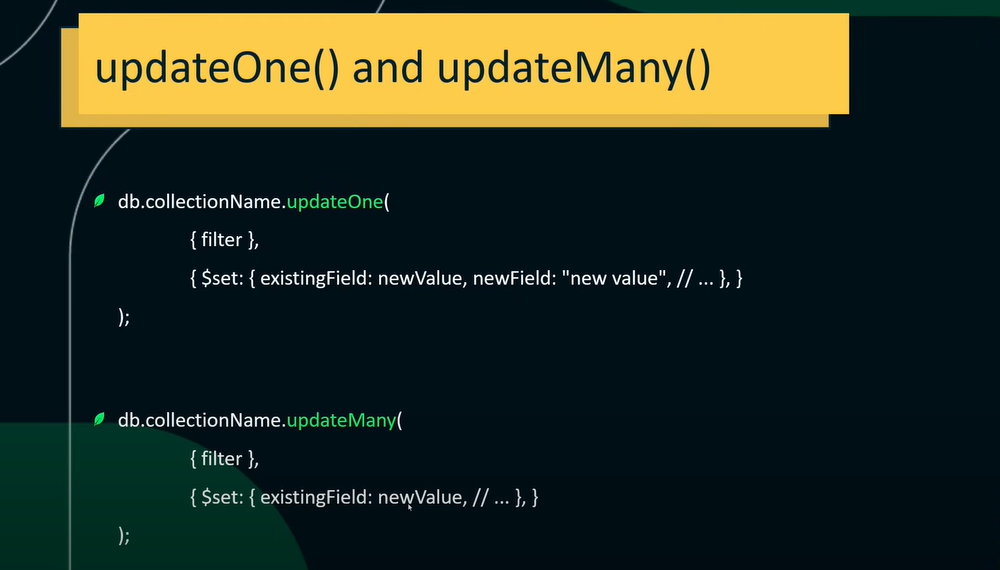 updateOne() and updateMany()
db.collectionName.updateOne(
{ filter },
{ $set: { existingField: newValue, newField: "new value", // ... }, }
);
db.collectionName.updateMany(
{ filter },
{ $set: { existingField: newValue, // ... }, }
);